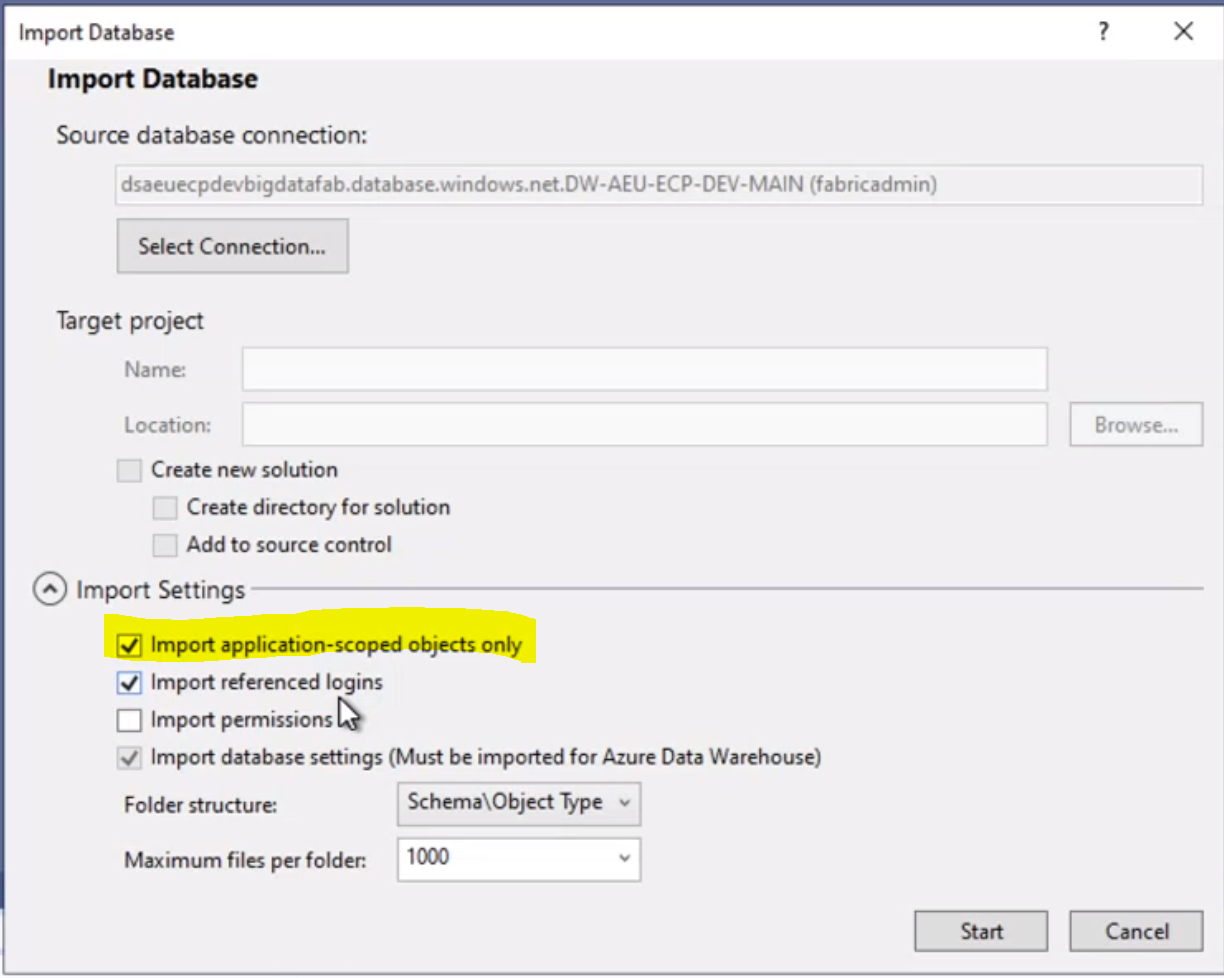 Import Database
?
Import Database
Source database connection:
dsaeuecpdevbigdatafab.database.windows.net.DW-AEU-ECP-DEV-MAIN (fabricadmin)
Select Connection...
Target project
Name:
Location:
Browse...
Create new solution
Create directory for solution
Add to source control
Import Settings
Import application-scoped objects only
Import referenced logins
Import permissions
Import database settings (Must be imported for Azure Data Warehouse)
Folder structure: Schema\Object Type
Maximum files per folder: 1000
Start Cancel